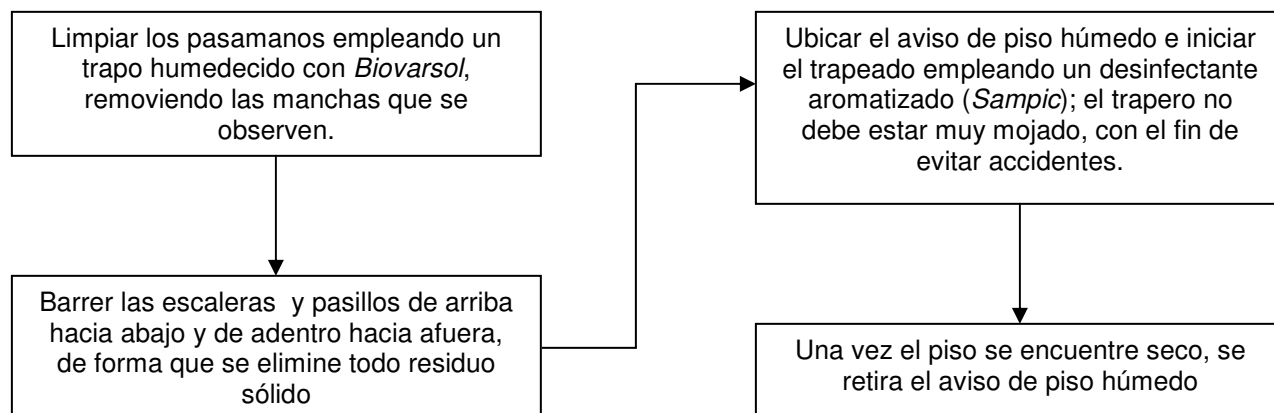 Limpiar los pasamanos empleando un
trapo humedecido con Biovarsol,
removiendo las manchas que se
observen.
Barrer las escaleras  y pasillos de arriba
hacia abajo y de adentro hacia afuera,
de forma que se elimine todo residuo
sólido
Ubicar el aviso de piso húmedo e iniciar
el trapeado empleando un desinfectante
aromatizado (Sampic); el trapero no
debe estar muy mojado, con el fin de
evitar accidentes.
Una vez el piso se encuentre seco, se
retira el aviso de piso húmedo